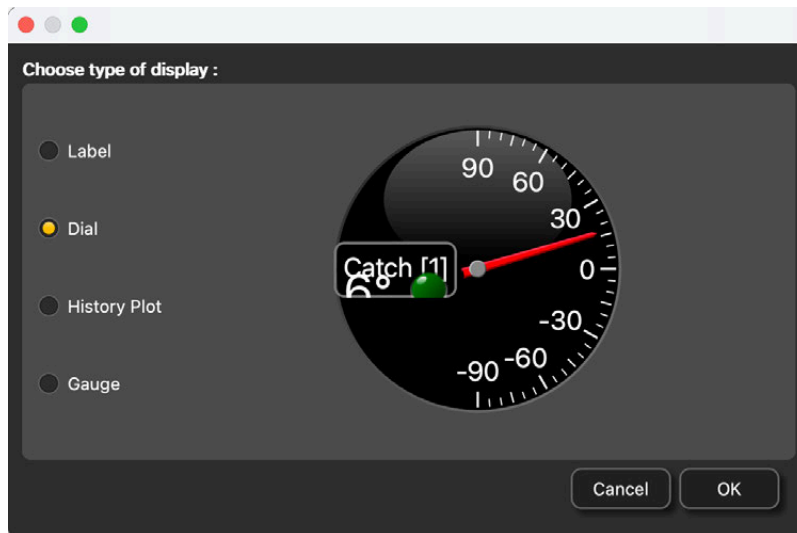 Choose type of display :
Label
Dial
History Plot
Gauge
90
60
30
0
-30
-60
-90
Catch [1]
6°
Cancel
OK